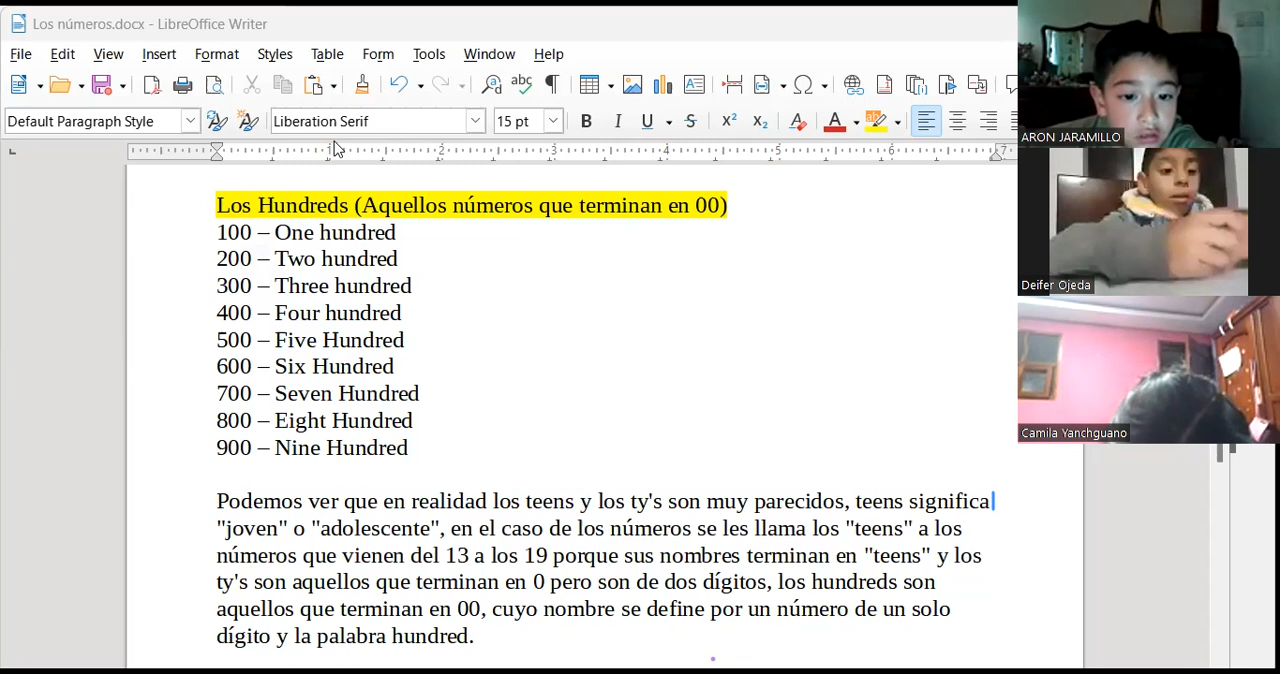 Los números.docx - LibreOffice Writer
File Edit View Insert Format Styles Table Form Tools Window Help
Default Paragraph Style Liberation Serif 15 pt
1 2 3 4 5 6 7
Los Hundreds (Aquellos números que terminan en 00)
100 – One hundred
200 – Two hundred
300 – Three hundred
400 – Four hundred
500 – Five Hundred
600 – Six Hundred
700 – Seven Hundred
800 – Eight Hundred
900 – Nine Hundred
Podemos ver que en realidad los teens y los ty's son muy parecidos, teens significa
"joven" o "adolescente", en el caso de los números se les llama los "teens" a los
números que vienen del 13 a los 19 porque sus nombres terminan en "teens" y los
ty's son aquellos que terminan en 0 pero son de dos dígitos, los hundreds son
aquellos que terminan en 00, cuyo nombre se define por un número de un solo
dígito y la palabra hundred.
ARON JARAMILLO
Deifer Ojeda
Camila Yanchguano